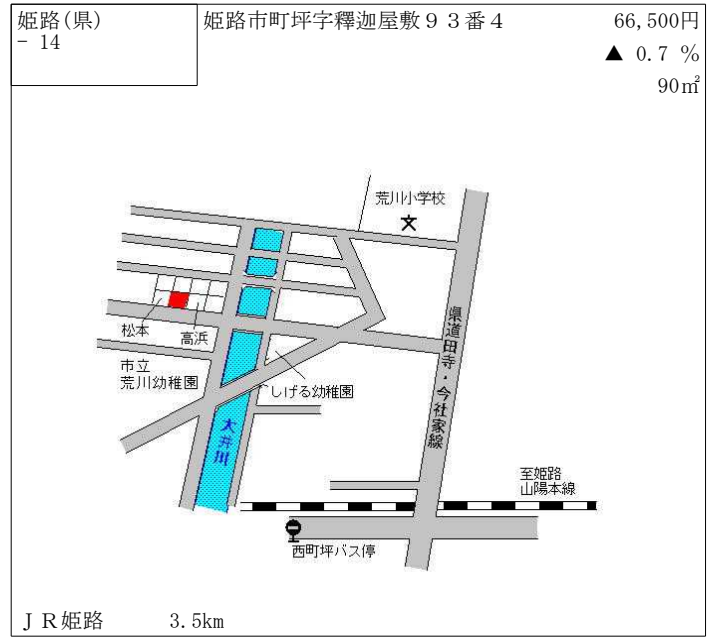 姫路(県)
- 14
姫路市町坪字釋迦屋敷９３番４
66,500円
▲ 0.7 %
90㎡
荒川小学校
文
松本
高浜
市立
荒川幼稚園
しげる幼稚園
大井川
県道田寺・今社家線
至姫路
山陽本線
西町坪バス停
ＪＲ姫路 3.5km